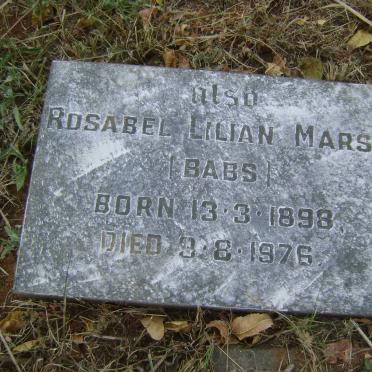 also
ROSABEL LILIAN MARS
(BABS)
BORN 13·3·1898
DIED 9·8·1976